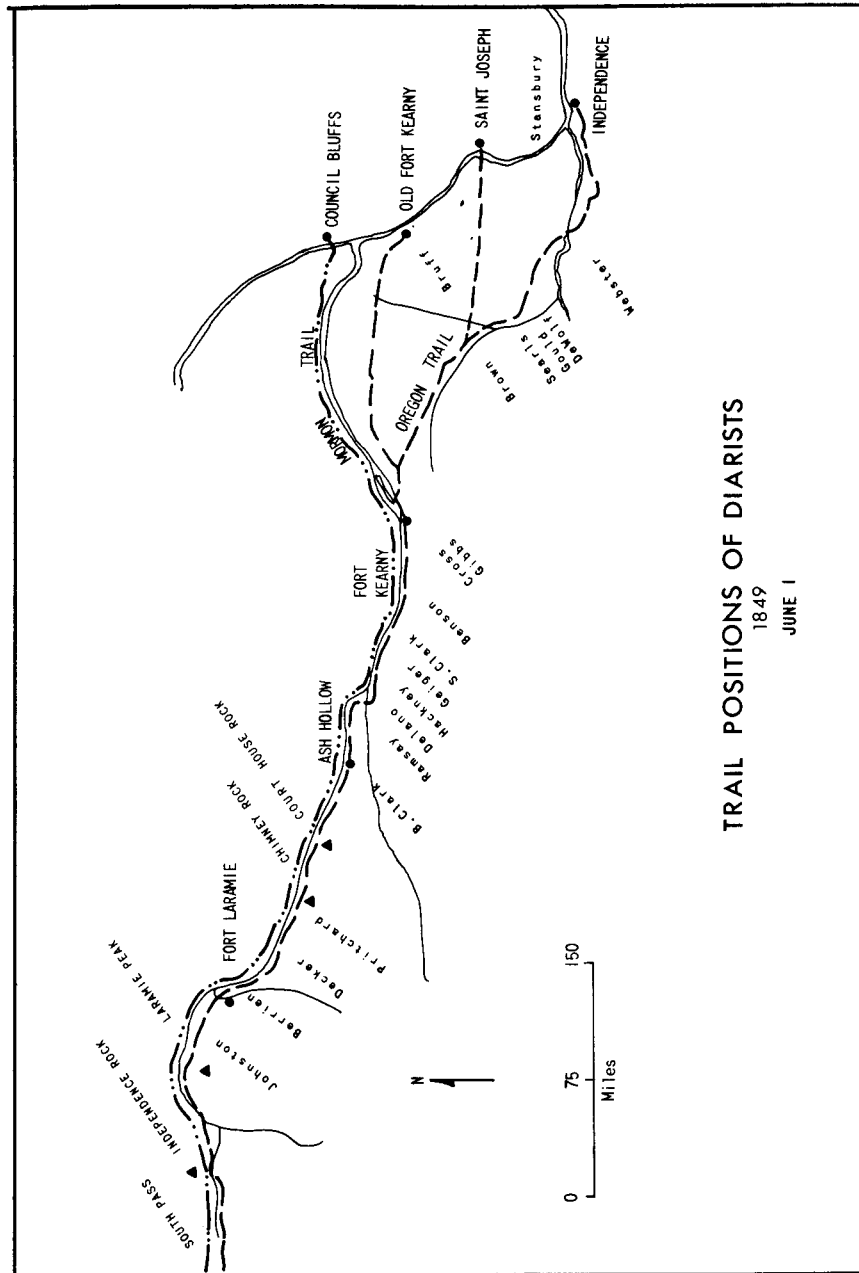 SOUTH PASS
INDEPENDENCE ROCK
LARAMIE PEAK
FORT LARAMIE
CHIMNEY ROCK
COURT HOUSE ROCK
ASH HOLLOW
FORT
KEARNY
MORMON
TRAIL
COUNCIL BLUFFS
OLD FORT KEARNY
SAINT JOSEPH
Stansbury
INDEPENDENCE
OREGON TRAIL
Johnston
Berrien
Decker
Pritchard
B. Clark
Ramsay
Delano
Hackney
Geiger
S. Clark
Benson
Cross
Gibbs
Brown
Searls
Gould
DeWolf
Webster
Bruff
N
0 75 150
Miles
TRAIL POSITIONS OF DIARISTS
1849
JUNE 1